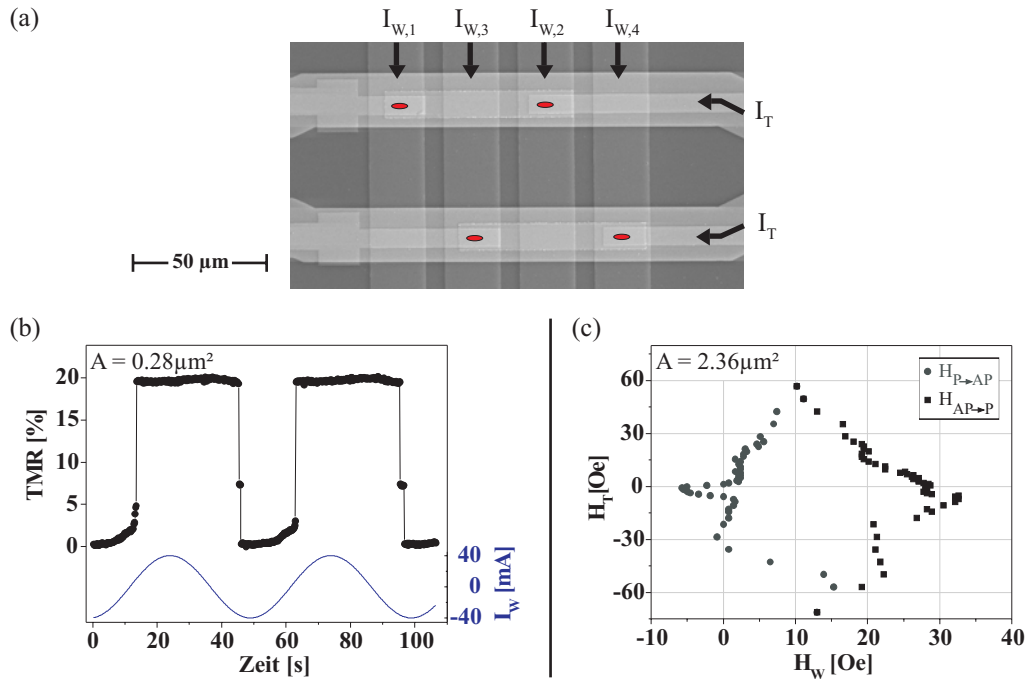 (a)
I_W,1 I_W,3 I_W,2 I_W,4
I_T
I_T
50 µm
(b)
A = 0.28µm²
TMR [%]
20
15
10
5
0
40
0
-40
I_W [mA]
0 20 40 60 80 100
Zeit [s]
(c)
A = 2.36µm²
H_P→AP
H_AP→P
H_T[Oe]
60
30
0
-30
-60
-10 0 10 20 30 40
H_W [Oe]